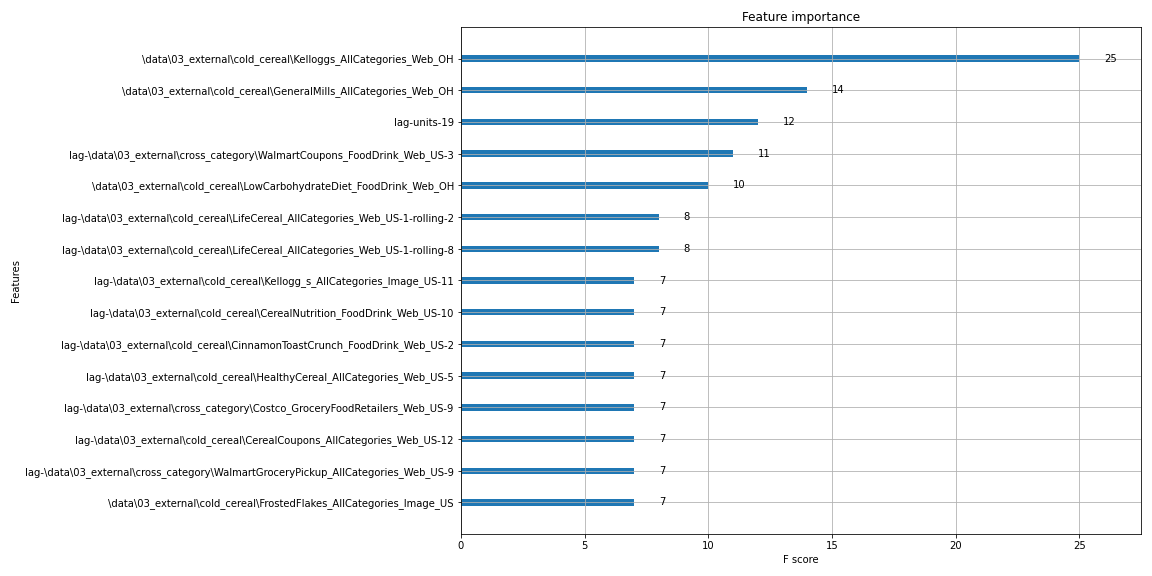 Feature importance
Features
\data\03_external\cold_cereal\Kelloggs_AllCategories_Web_OH 25
\data\03_external\cold_cereal\GeneralMills_AllCategories_Web_OH 14
lag-units-19 12
lag-\data\03_external\cross_category\WalmartCoupons_FoodDrink_Web_US-3 11
\data\03_external\cold_cereal\LowCarbohydrateDiet_FoodDrink_Web_OH 10
lag-\data\03_external\cold_cereal\LifeCereal_AllCategories_Web_US-1-rolling-2 8
lag-\data\03_external\cold_cereal\LifeCereal_AllCategories_Web_US-1-rolling-8 8
lag-\data\03_external\cold_cereal\Kellogg_s_AllCategories_Image_US-11 7
lag-\data\03_external\cold_cereal\CerealNutrition_FoodDrink_Web_US-10 7
lag-\data\03_external\cold_cereal\CinnamonToastCrunch_FoodDrink_Web_US-2 7
lag-\data\03_external\cold_cereal\HealthyCereal_AllCategories_Web_US-5 7
lag-\data\03_external\cross_category\Costco_GroceryFoodRetailers_Web_US-9 7
lag-\data\03_external\cold_cereal\CerealCoupons_AllCategories_Web_US-12 7
lag-\data\03_external\cross_category\WalmartGroceryPickup_AllCategories_Web_US-9 7
\data\03_external\cold_cereal\FrostedFlakes_AllCategories_Image_US 7
0 5 10 15 20 25
F score